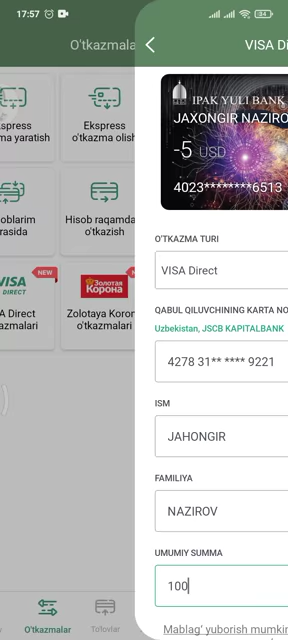 17:57
84
O'tkazmala
VISA Di
spress
ma yaratish
Ekspress
o'tkazma olish
oblarim
rasida
Hisob raqamda
o'tkazish
NEW
VISA
DIRECT
A Direct
azmalari
N
Золотая
Корона
Zolotaya Koron
o'tkazmalari
O'tkazmalar
To'lovlar
IPAK YULI BANK
JAXONGIR NAZIRO
-5 USD
4023********6513
O'TKAZMA TURI
VISA Direct
QABUL QILUVCHINING KARTA NO
Uzbekistan, JSCB KAPITALBANK
4278 31** **** 9221
ISM
JAHONGIR
FAMILIYA
NAZIROV
UMUMIY SUMMA
100
Mablag' yuborish mumkin